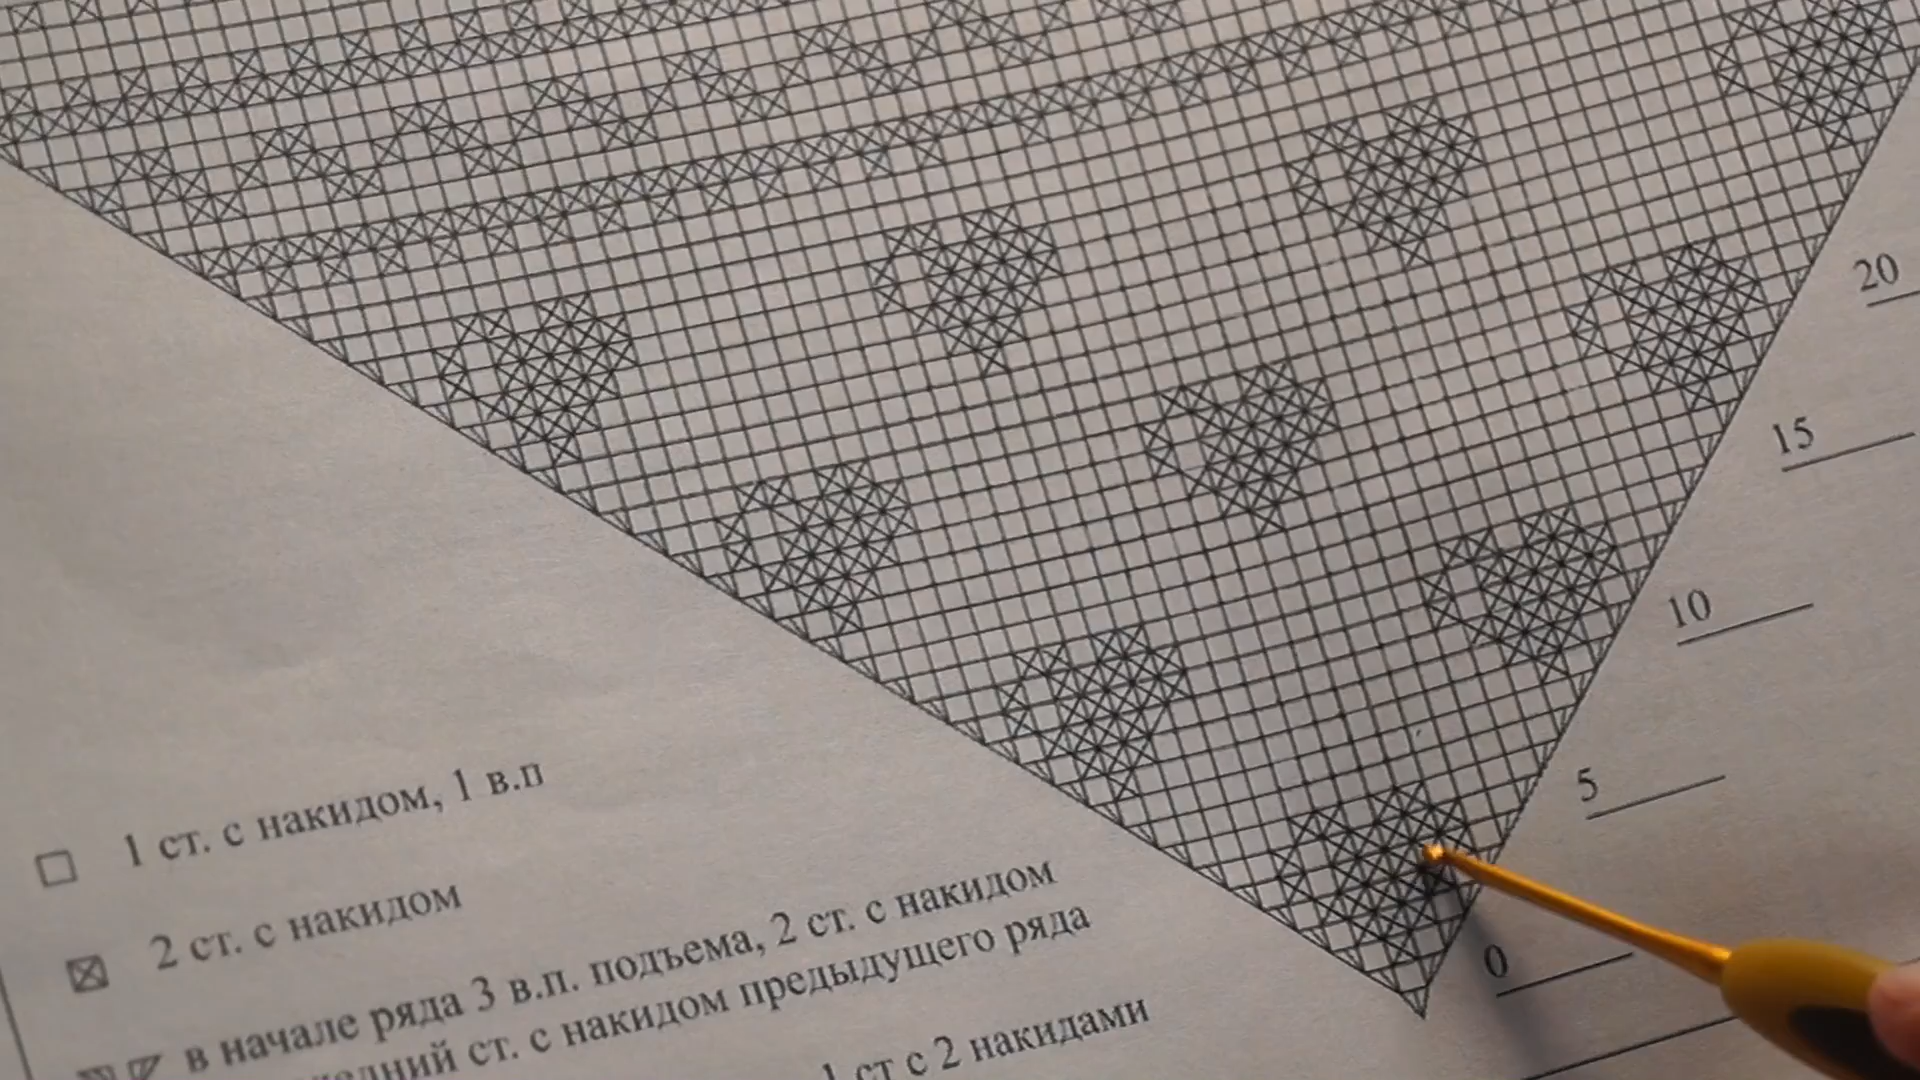 20
15
10
5
0
1 ст. с накидом, 1 в.п
2 ст. с накидом
в начале ряда 3 в.п. подъема, 2 ст. с накидом
ст. с накидом предыдущего ряда
1 ст с 2 накидами